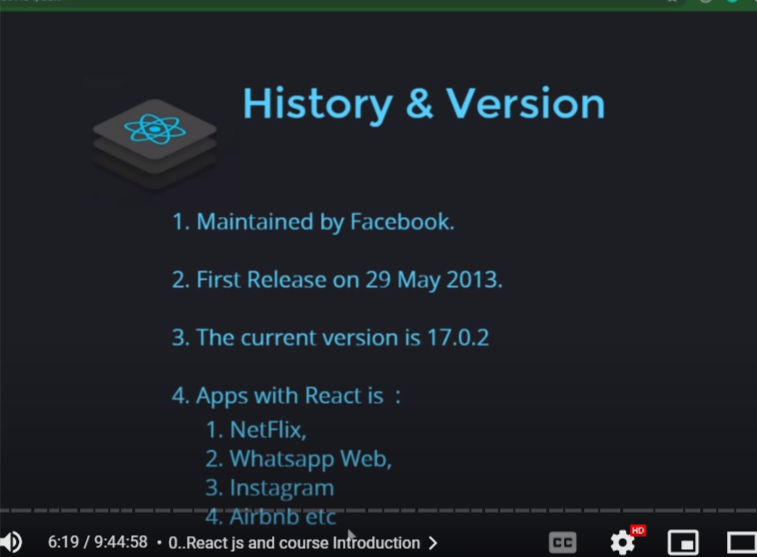 History & Version
1. Maintained by Facebook.
2. First Release on 29 May 2013.
3. The current version is 17.0.2
4. Apps with React is :
1. NetFlix,
2. Whatsapp Web,
3. Instagram
4. Airbnb etc
6:19 / 9:44:58 • 0..React js and course Introduction >
CC
HD